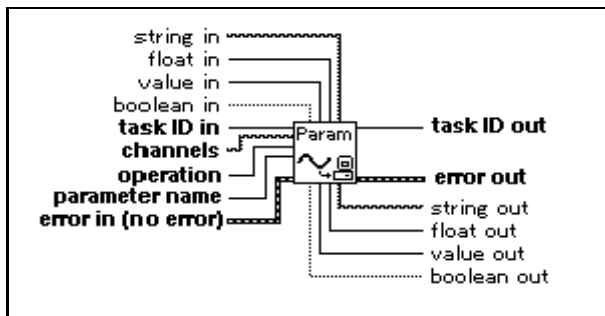 string in
float in
value in
boolean in
task ID in
channels
operation
parameter name
error in (no error)
Param
task ID out
error out
string out
float out
value out
boolean out